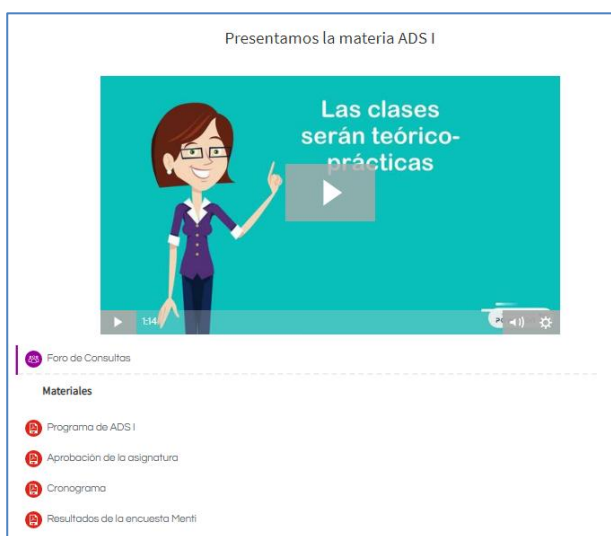 Presentamos la materia ADS I
Las clases
serán teórico-
prácticas
1:14
Foro de Consultas
Materiales
Programa de ADS I
Aprobación de la asignatura
Cronograma
Resultados de la encuesta Menti